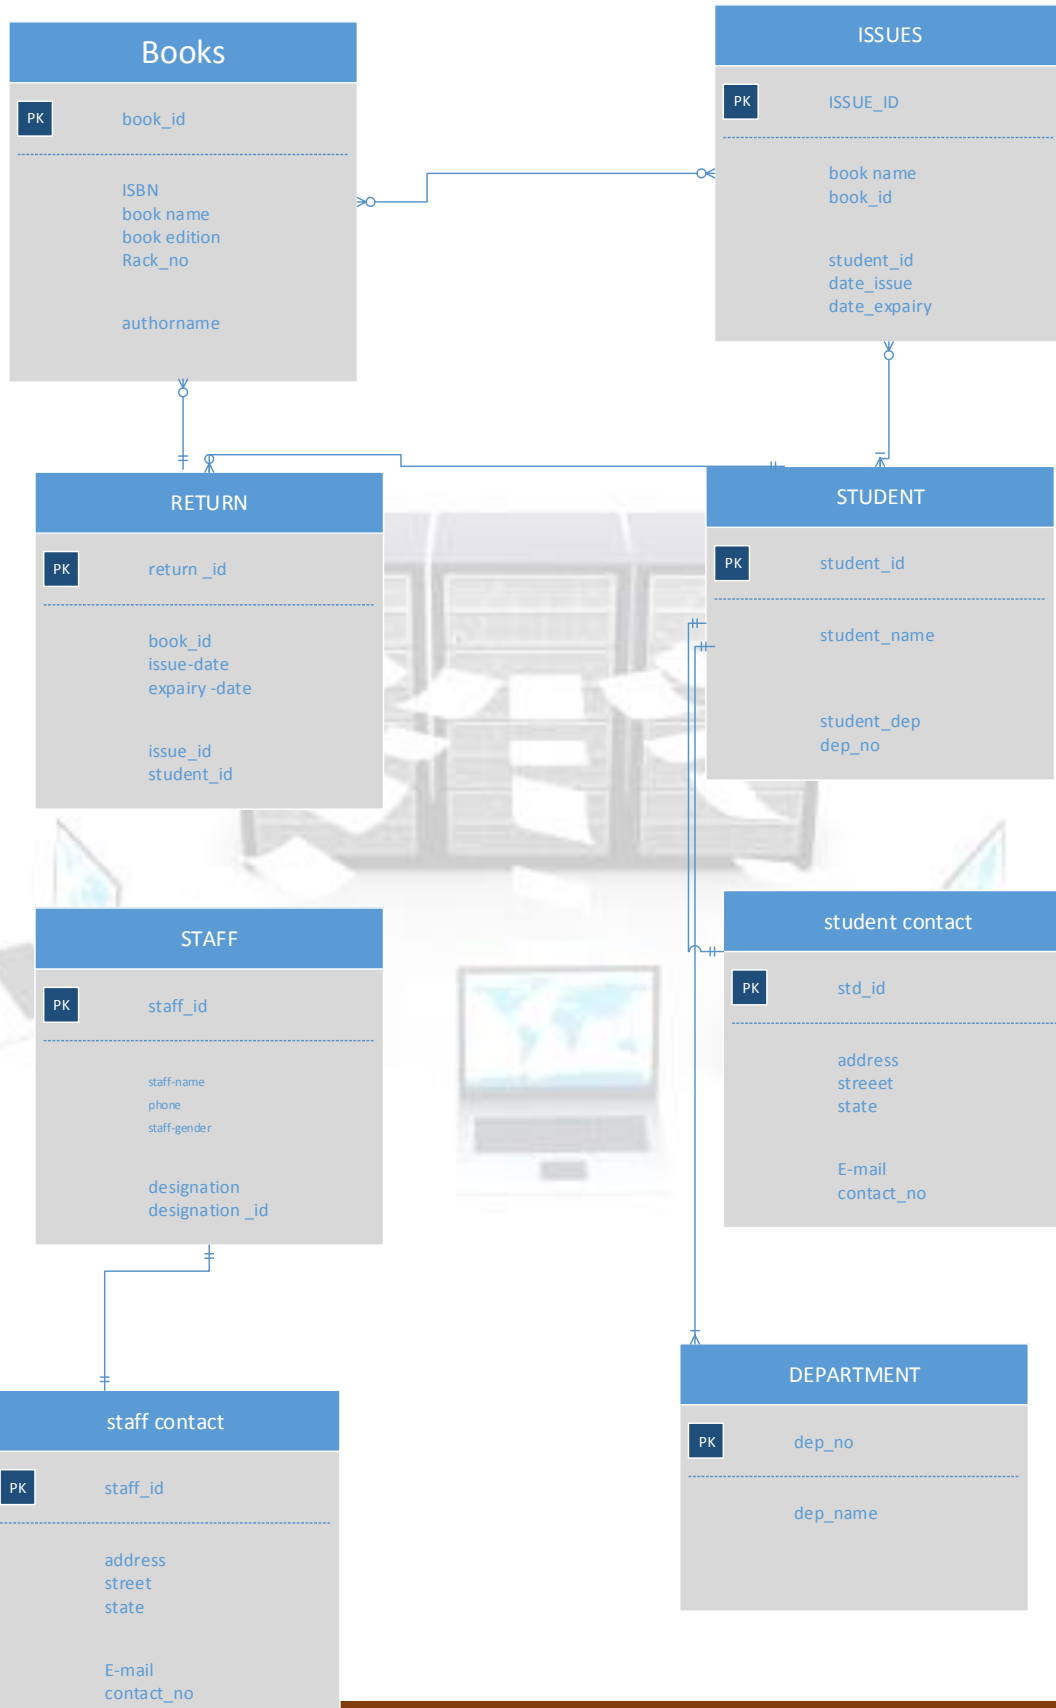 Books
PK
book_id
ISBN
book name
book edition
Rack_no
authorname
ISSUES
PK
ISSUE_ID
book name
book_id
student_id
date_issue
date_expairy
RETURN
PK
return _id
book_id
issue-date
expairy -date
issue_id
student_id
STUDENT
PK
student_id
student_name
student_dep
dep_no
STAFF
PK
staff_id
staff-name
phone
staff-gender
designation
designation _id
student contact
PK
std_id
address
streeet
state
E-mail
contact_no
staff contact
PK
staff_id
address
street
state
E-mail
contact_no
DEPARTMENT
PK
dep_no
dep_name